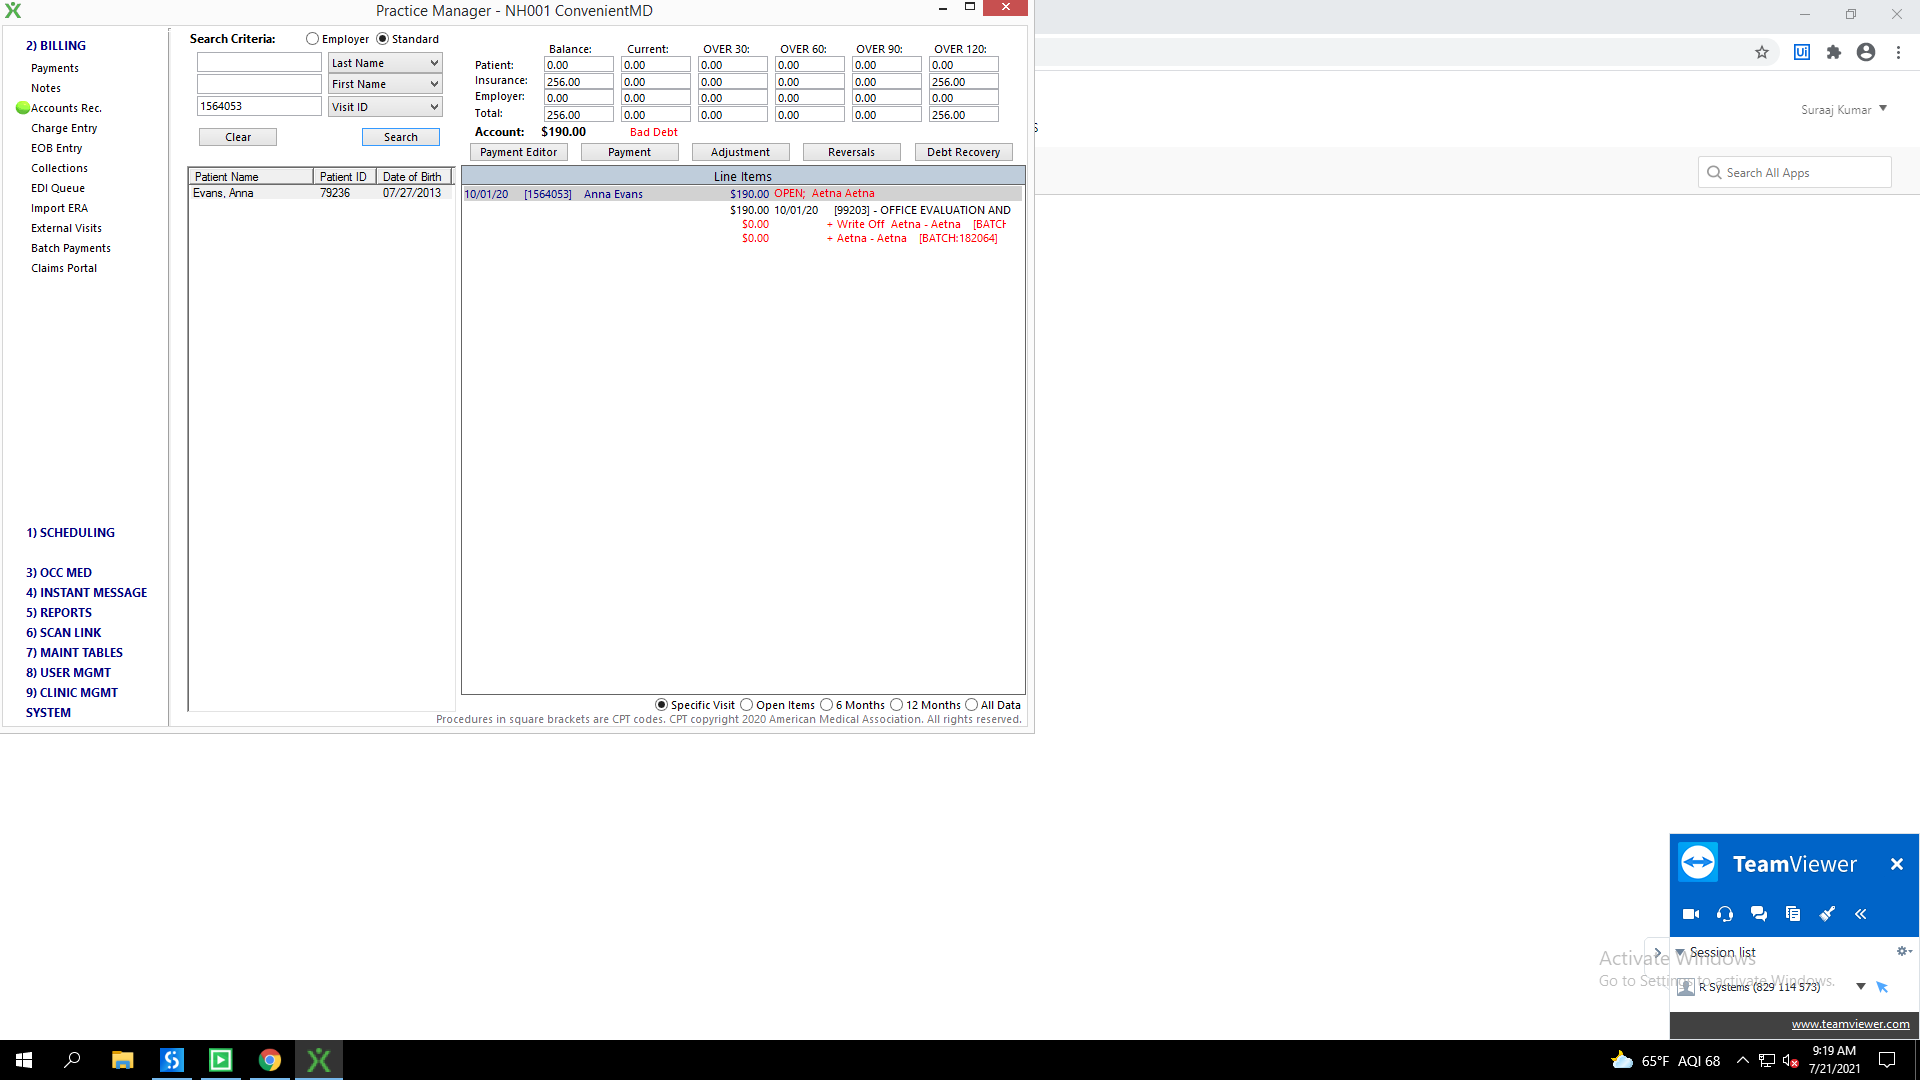 Practice Manager - NH001 ConvenientMD
2) BILLING
Payments
Notes
Accounts Rec.
Charge Entry
EOB Entry
Collections
EDI Queue
Import ERA
External Visits
Batch Payments
Claims Portal
1) SCHEDULING
3) OCC MED
4) INSTANT MESSAGE
5) REPORTS
6) SCAN LINK
7) MAINT TABLES
8) USER MGMT
9) CLINIC MGMT
SYSTEM
Search Criteria: Employer Standard
Last Name
First Name
1564053 Visit ID
Clear Search
Patient Name Patient ID Date of Birth
Evans, Anna 79236 07/27/2013
Balance: Current: OVER 30: OVER 60: OVER 90: OVER 120:
Patient: 0.00 0.00 0.00 0.00 0.00 0.00
Insurance: 256.00 0.00 0.00 0.00 0.00 256.00
Employer: 0.00 0.00 0.00 0.00 0.00 0.00
Total: 256.00 0.00 0.00 0.00 0.00 256.00
Account: $190.00 Bad Debt
Payment Editor Payment Adjustment Reversals Debt Recovery
Line Items
10/01/20 [1564053] Anna Evans $190.00 OPEN; Aetna Aetna
$190.00 10/01/20 [99203] - OFFICE EVALUATION AND
$0.00 + Write Off Aetna - Aetna [BATCH
$0.00 + Aetna - Aetna [BATCH:182064]
Specific Visit Open Items 6 Months 12 Months All Data
Procedures in square brackets are CPT codes. CPT copyright 2020 American Medical Association. All rights reserved.
Ui
Suraaj Kumar
s
Search All Apps
TeamViewer
Session list
R Systems (829 114 573)
www.teamviewer.com
Activate Windows
Go to Settings to activate Windows.
65°F AQI 68
9:19 AM
7/21/2021